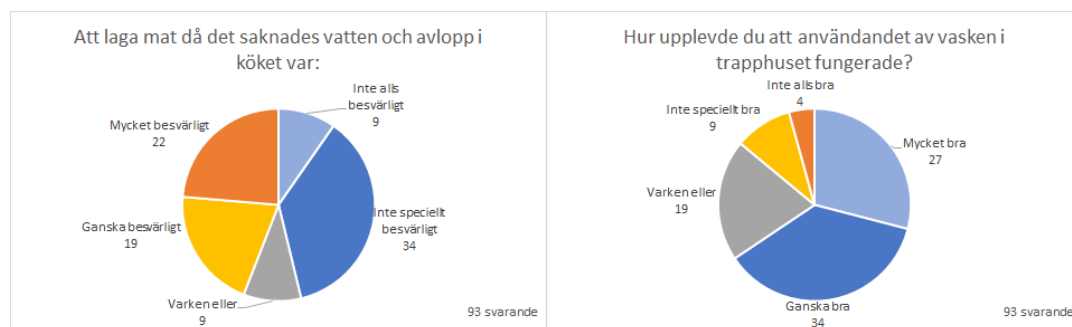 Att laga mat då det saknades vatten och avlopp i
köket var:
Inte alls
besvärligt
9
Mycket besvärligt
22
Inte speciellt
besvärligt
34
Ganska besvärligt
19
Varken eller
9
93 svarande
Hur upplevde du att användandet av vasken i
trapphuset fungerade?
Inte alls bra
4
Inte speciellt bra
9
Mycket bra
27
Varken eller
19
Ganska bra
34
93 svarande